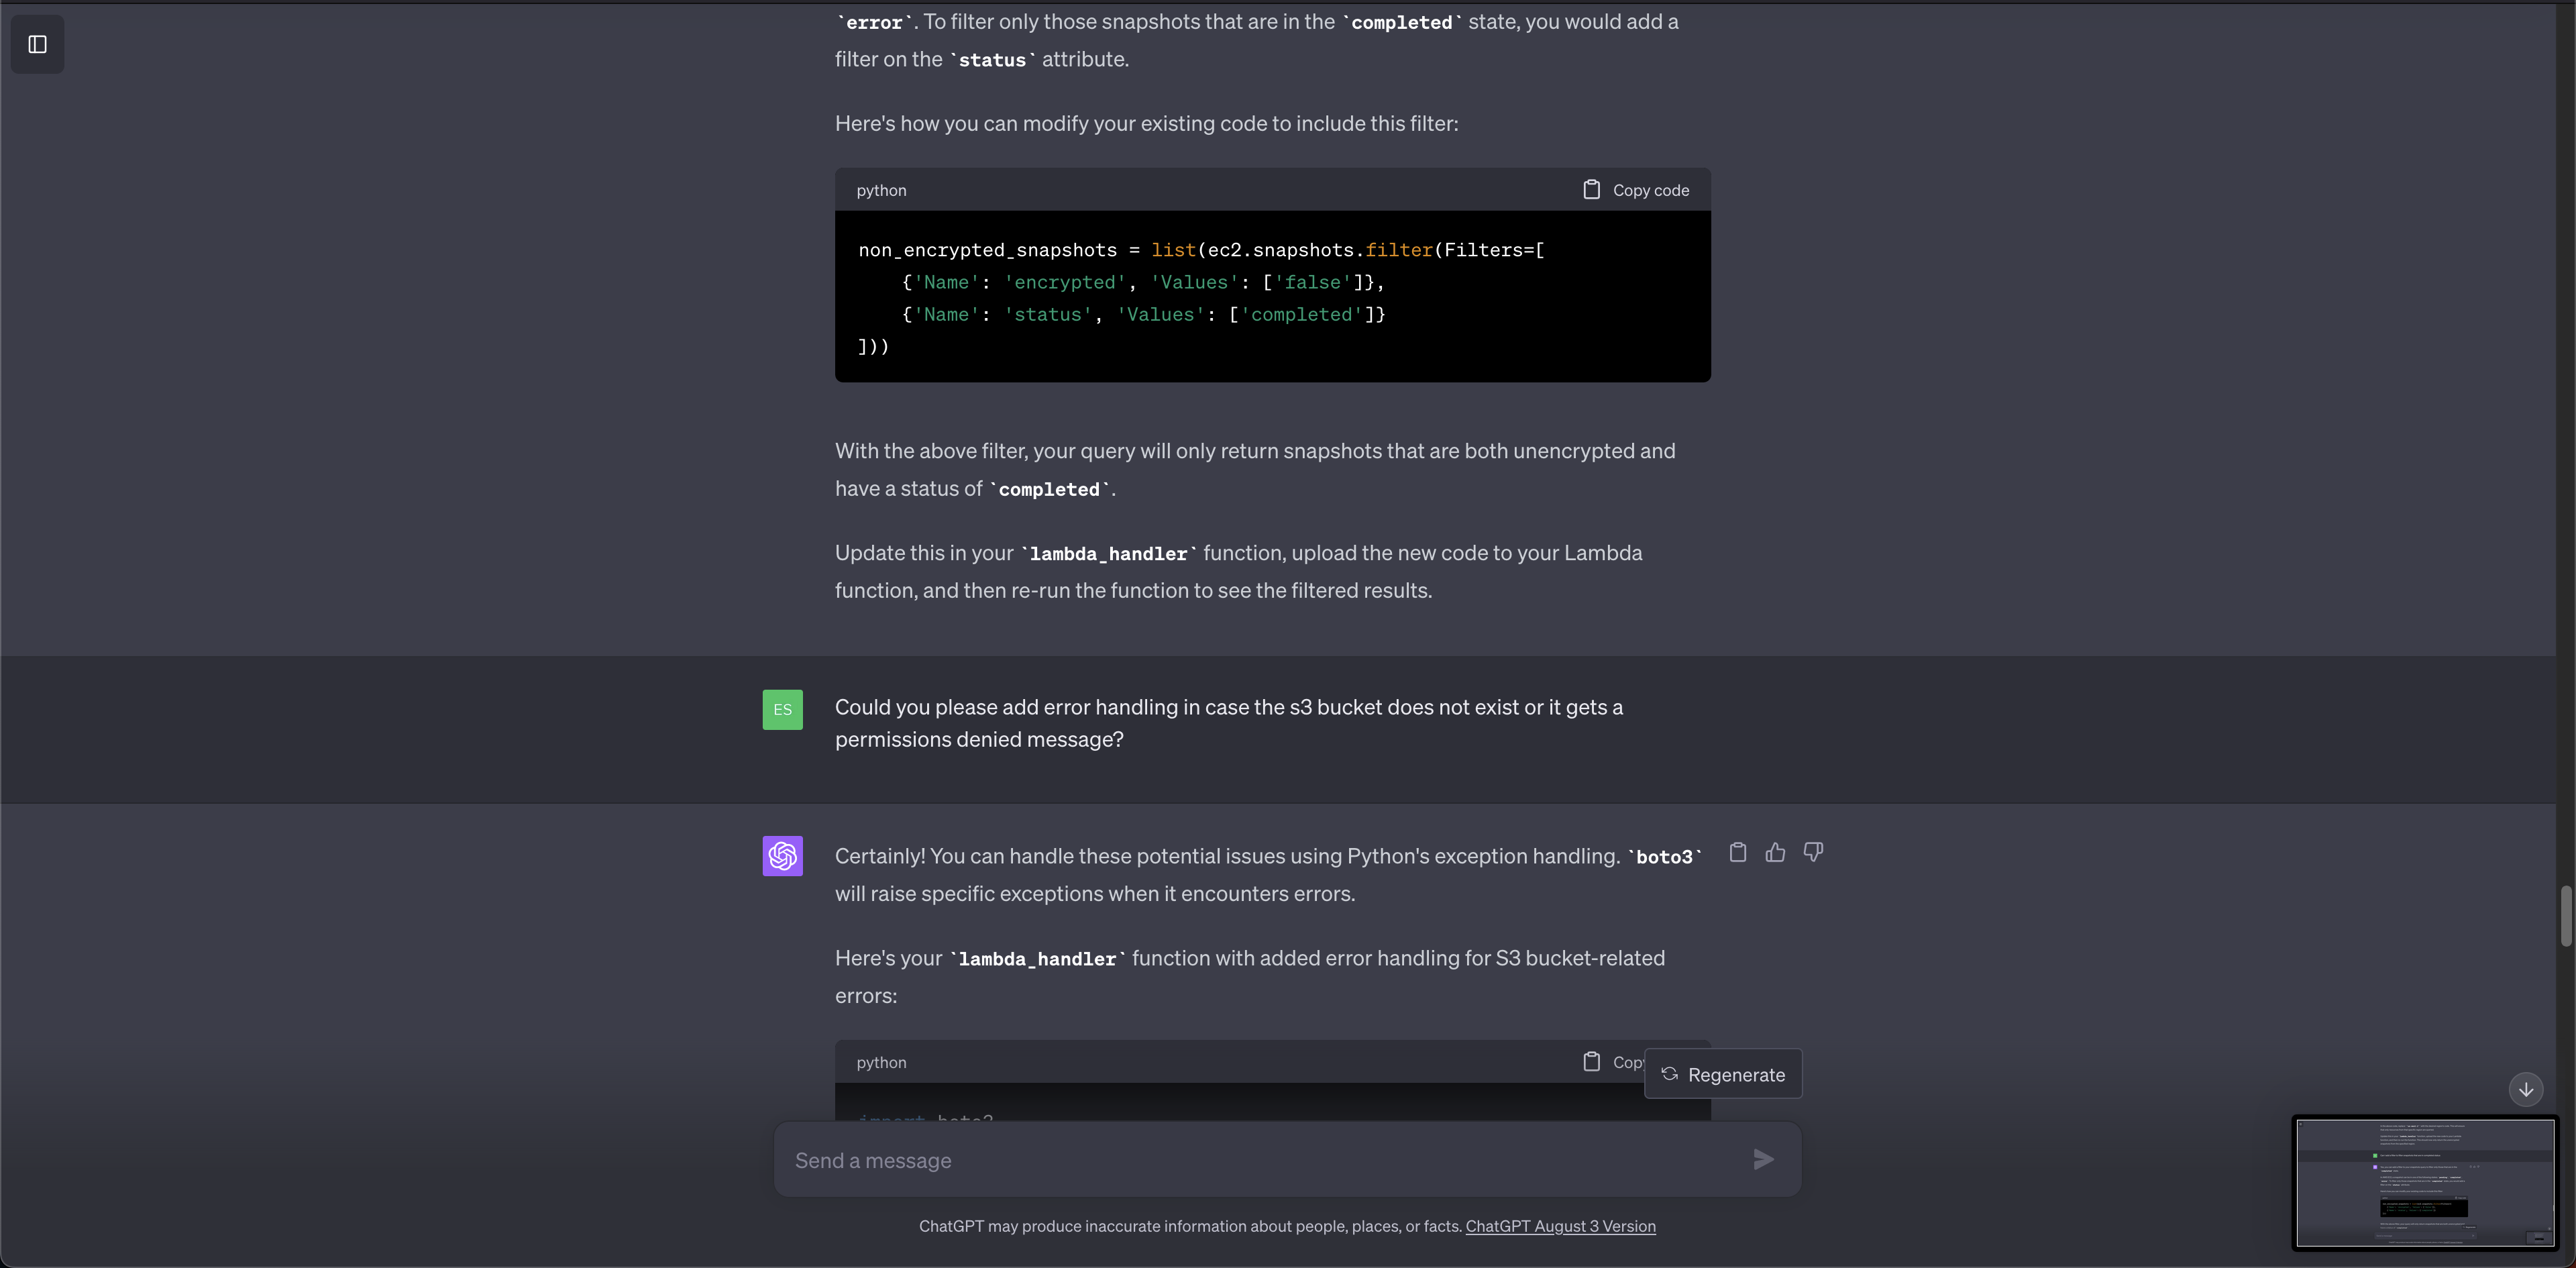 `error`. To filter only those snapshots that are in the `completed` state, you would add a
filter on the `status` attribute.
Here's how you can modify your existing code to include this filter:
python
Copy code
non_encrypted_snapshots = list(ec2.snapshots.filter(Filters=[
    {'Name': 'encrypted', 'Values': ['false']},
    {'Name': 'status', 'Values': ['completed']}
]))
With the above filter, your query will only return snapshots that are both unencrypted and
have a status of `completed`.
Update this in your `lambda_handler` function, upload the new code to your Lambda
function, and then re-run the function to see the filtered results.
ES
Could you please add error handling in case the s3 bucket does not exist or it gets a
permissions denied message?
Certainly! You can handle these potential issues using Python's exception handling. `boto3`
will raise specific exceptions when it encounters errors.
Here's your `lambda_handler` function with added error handling for S3 bucket-related
errors:
python
Copy
Regenerate
import boto3
Send a message
ChatGPT may produce inaccurate information about people, places, or facts. ChatGPT August 3 Version